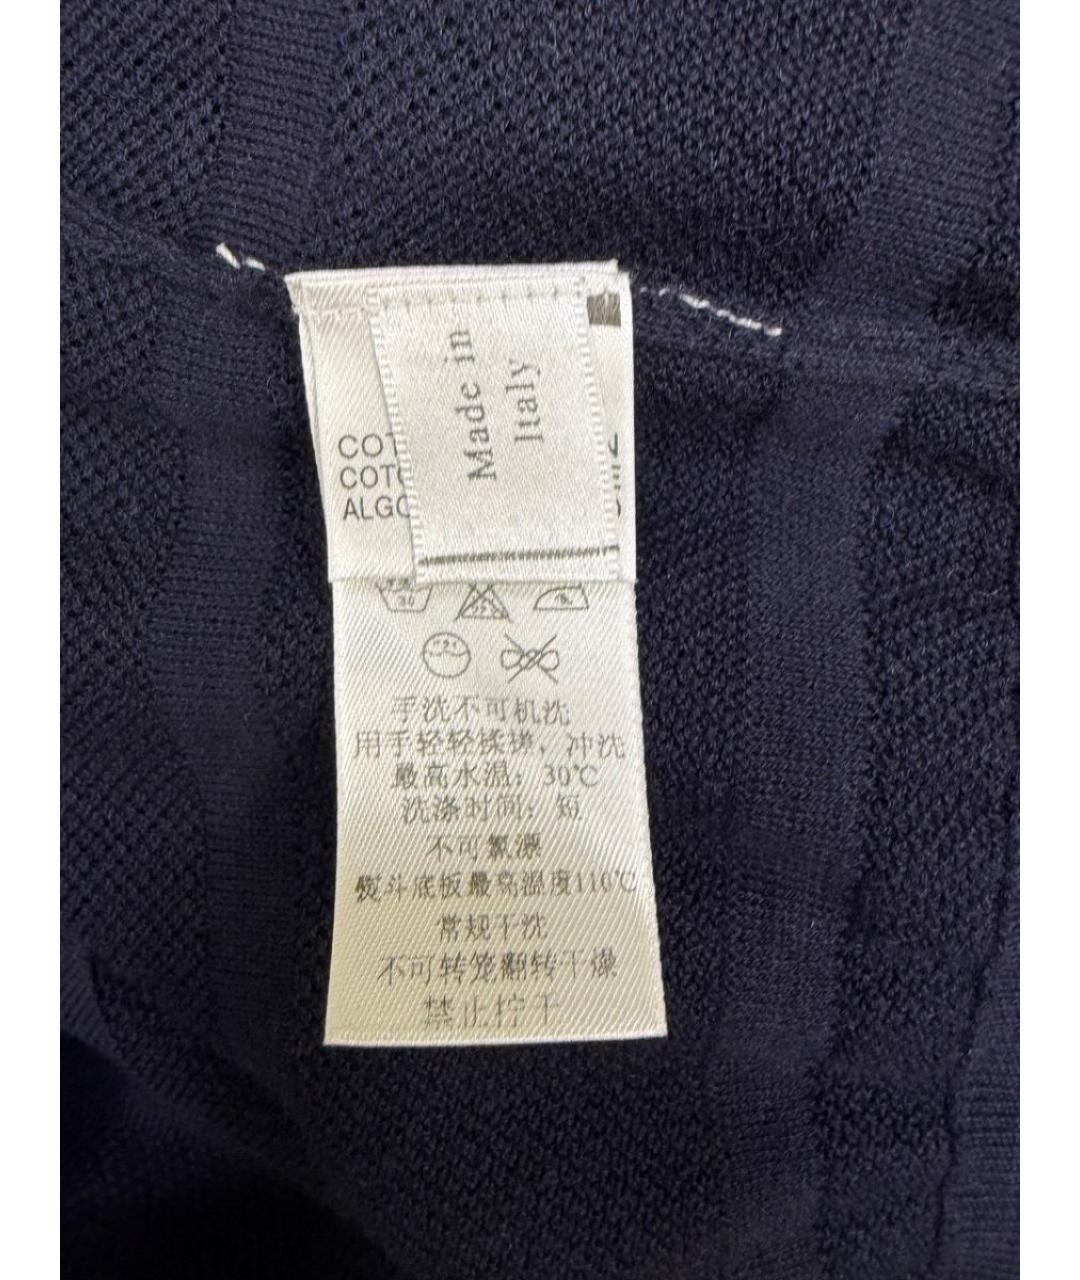 Made in
Italy
COT
COTO
ALGO
手洗不可机洗
用手轻轻揉搓，冲洗
最高水温：30℃
洗涤时间：短
不可氯漂
熨斗底板最高温度110℃
常规干洗
不可转笼翻转干燥
禁止拧干